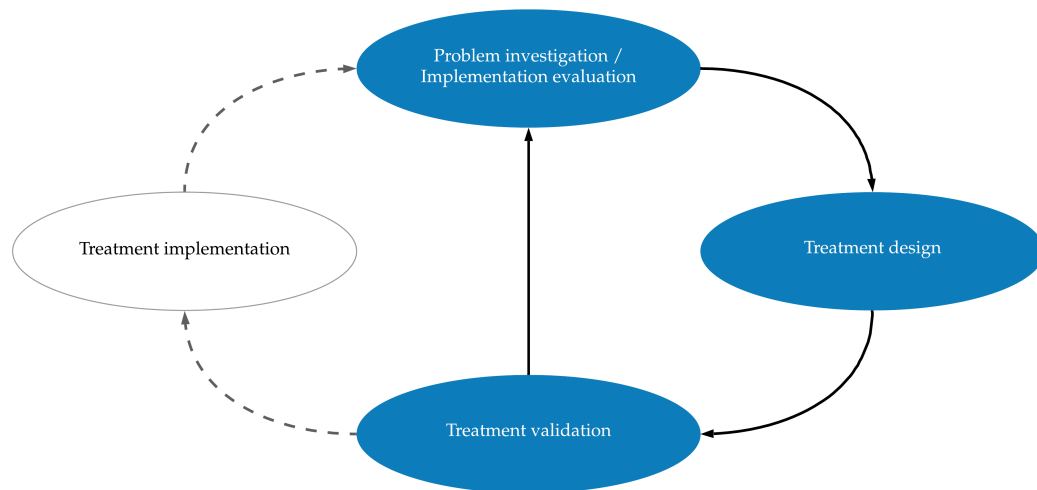 Problem investigation /
Implementation evaluation
Treatment implementation
Treatment design
Treatment validation